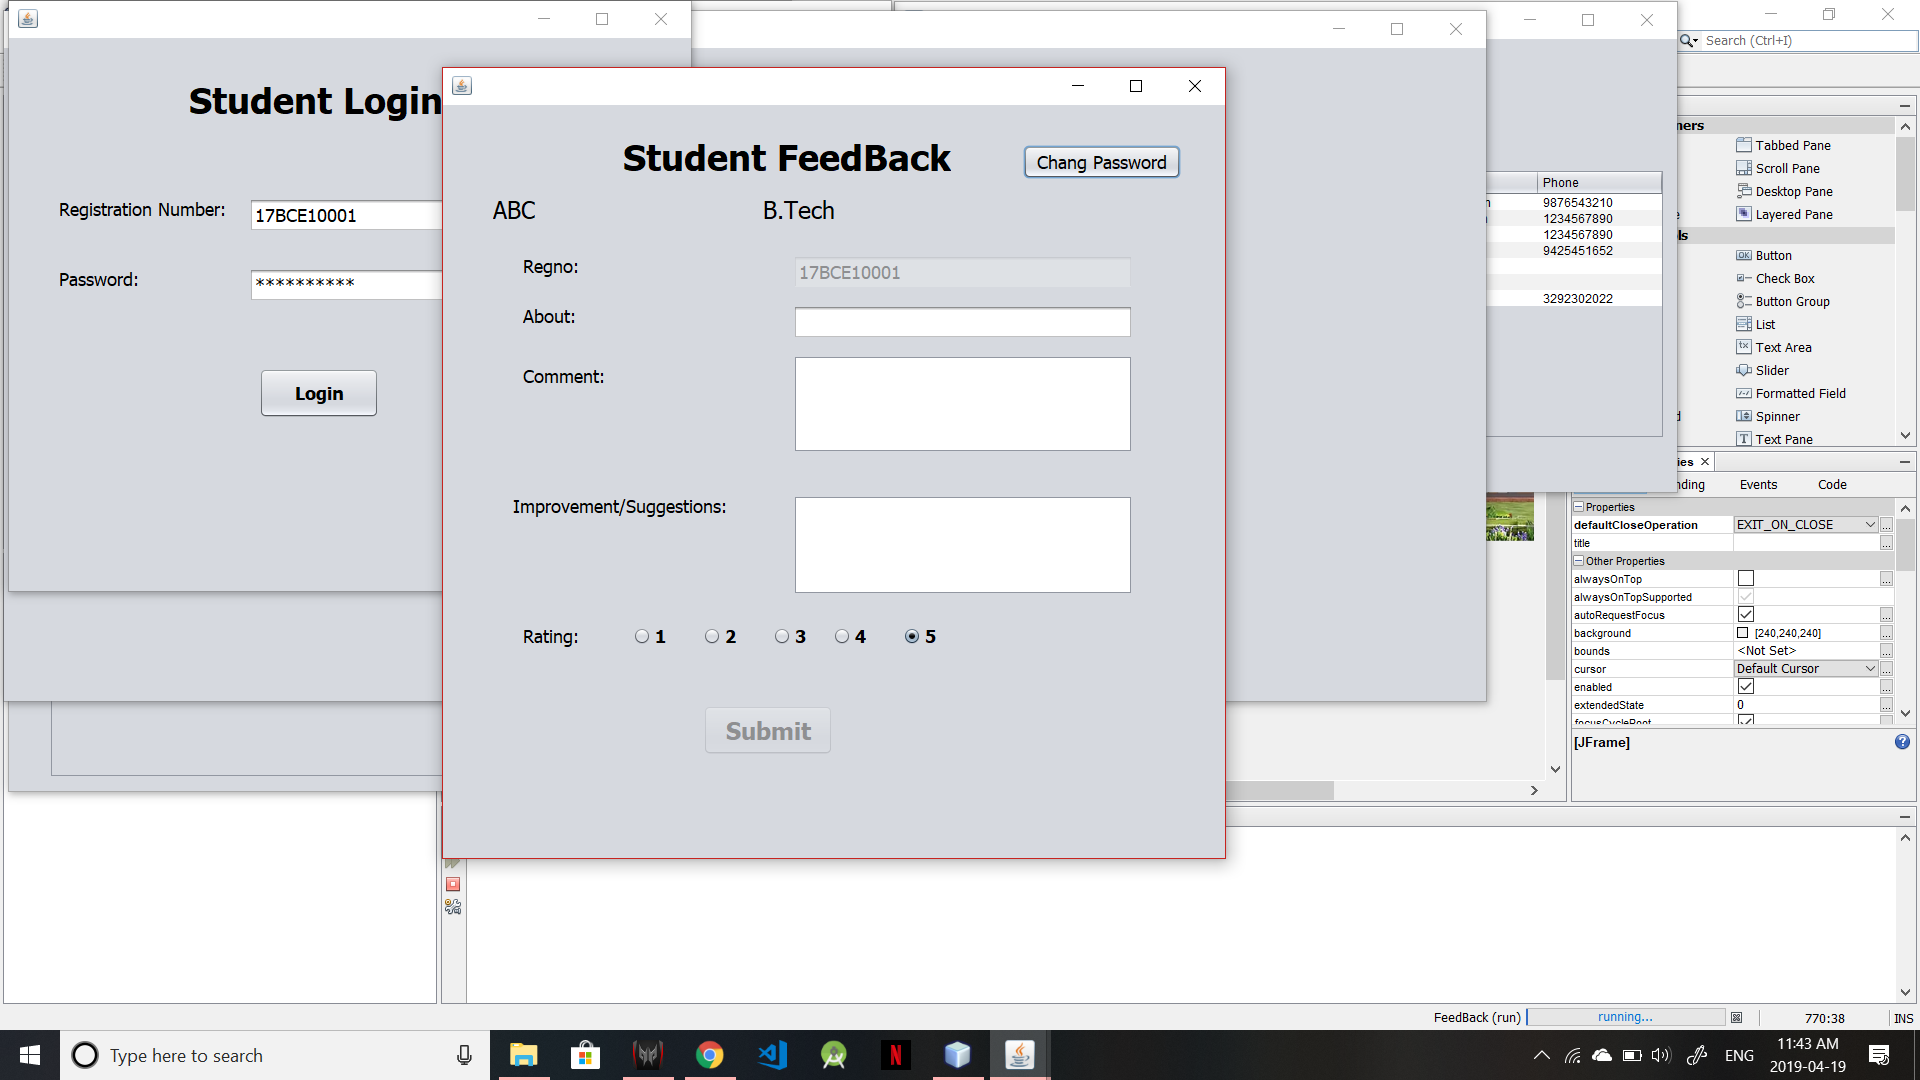 Student Login
Registration Number:
17BCE10001
Password:
**********
Login
Student FeedBack
Chang Password
ABC
B.Tech
Regno:
17BCE10001
About:
Comment:
Improvement/Suggestions:
Rating:
1
2
3
4
5
Submit
Phone
9876543210
1234567890
1234567890
9425451652
3292302022
Search (Ctrl+I)
ners
Tabbed Pane
Scroll Pane
Desktop Pane
Layered Pane
ls
Button
Check Box
Button Group
List
Text Area
Slider
Formatted Field
Spinner
Text Pane
ies
nding
Events
Code
Properties
defaultCloseOperation
EXIT_ON_CLOSE
title
Other Properties
alwaysOnTop
alwaysOnTopSupported
autoRequestFocus
background
[240,240,240]
bounds
<Not Set>
cursor
Default Cursor
enabled
extendedState
0
focusCycleRoot
[JFrame]
FeedBack (run)
running...
770:38
INS
Type here to search
ENG
11:43 AM
2019-04-19